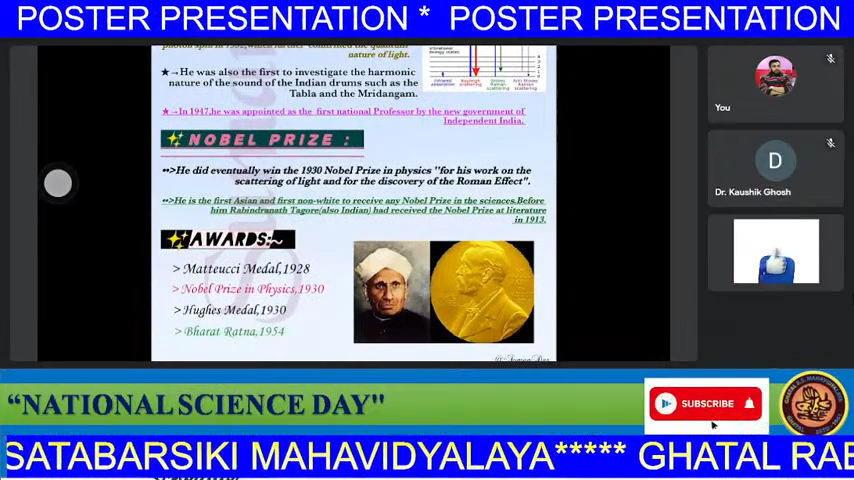 POSTER PRESENTATION * POSTER PRESENTATION
nature of light.
★→He was also the first to investigate the harmonic
nature of the sound of the Indian drums such as the
Tabla and the Mridangam.
★→In 1947,he was appointed as the first national Professor by the new government of
Independent India.
NOBEL PRIZE :
••>He did eventually win the 1930 Nobel Prize in physics "for his work on the
scattering of light and for the discovery of the Roman Effect".
••>He is the first Asian and first non-white to receive any Nobel Prize in the sciences.Before
him Rabindranath Tagore(also Indian) had received the Nobel Prize at literature
in 1913.
AWARDS:~
> Matteucci Medal,1928
> Nobel Prize in Physics,1930
> Hughes Medal,1930
> Bharat Ratna,1954
You
D
Dr. Kaushik Ghosh
“NATIONAL SCIENCE DAY"
SUBSCRIBE
SATABARSIKI MAHAVIDYALAYA***** GHATAL RAB